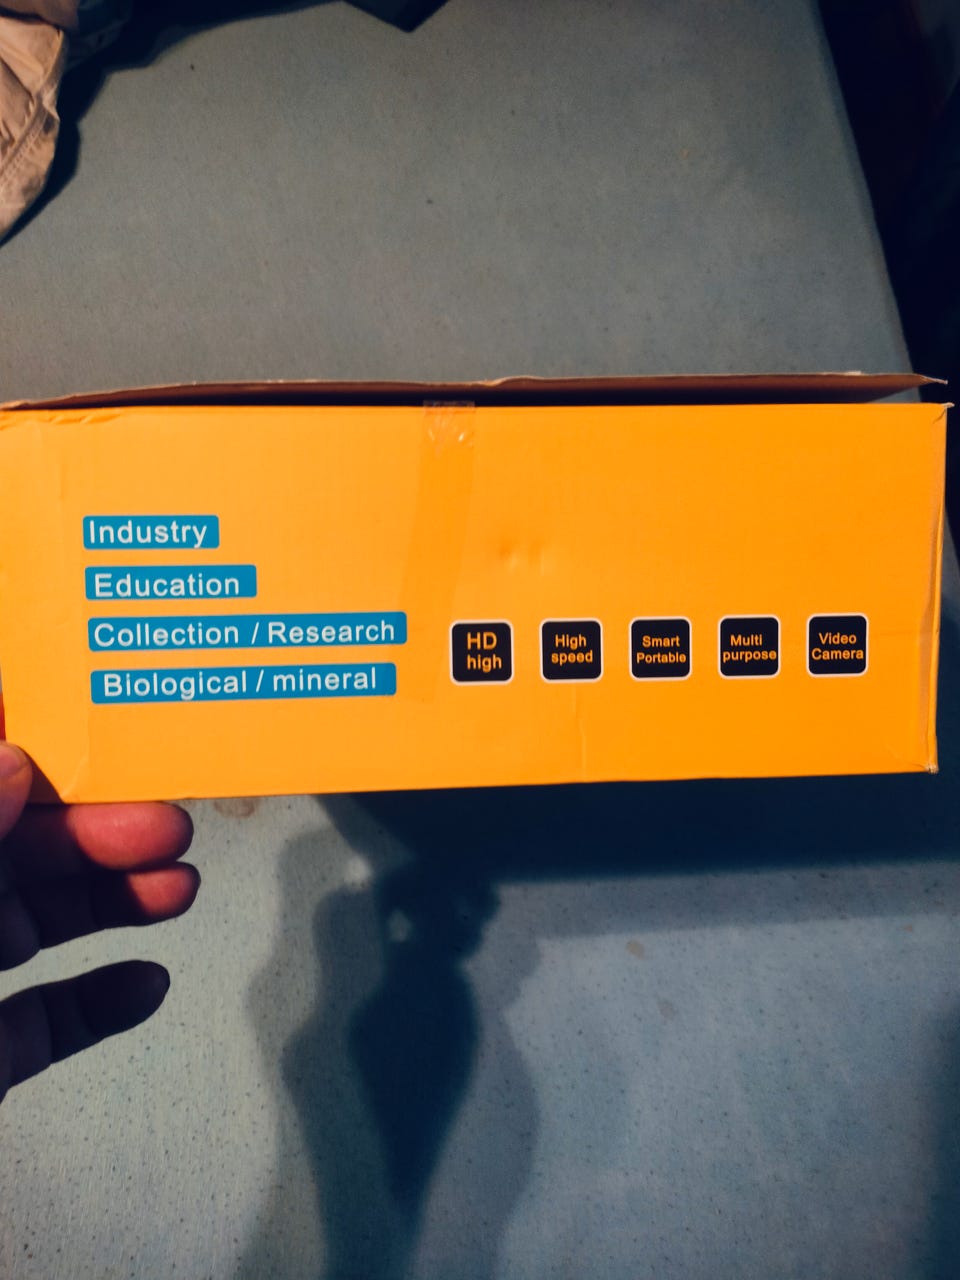 Industry
Education
Collection / Research
Biological / mineral
HD
high
High
speed
Smart
Portable
Multi
purpose
Video
Camera